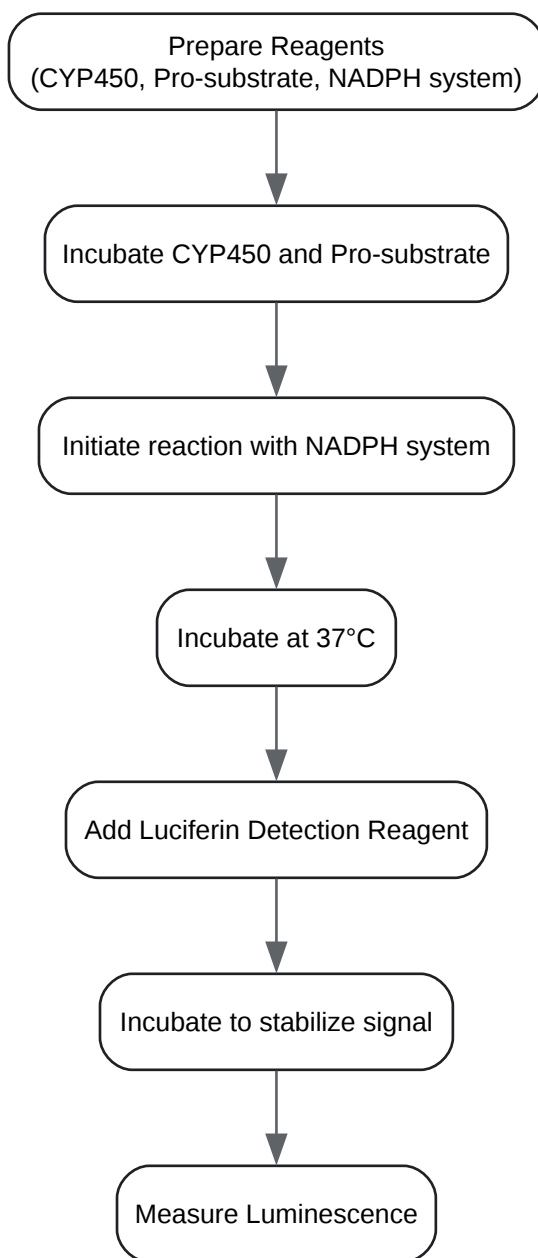 Prepare Reagents
(CYP450, Pro-substrate, NADPH system)
Incubate CYP450 and Pro-substrate
Initiate reaction with NADPH system
Incubate at 37°C
Add Luciferin Detection Reagent
Incubate to stabilize signal
Measure Luminescence